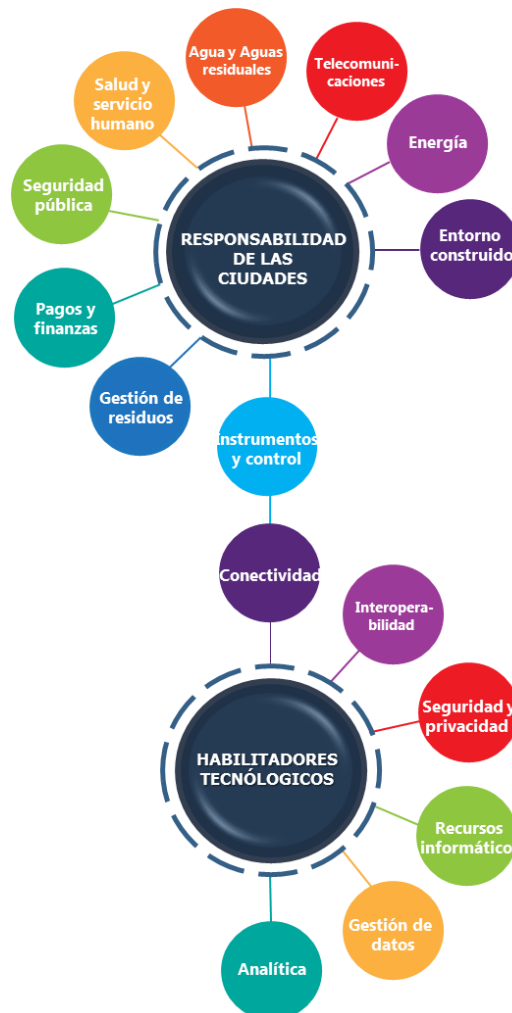 Agua y Aguas
residuales
Telecomuni-
caciones
Salud y
servicio
humano
Energía
Seguridad
pública
Entorno
construido
RESPONSABILIDAD
DE LAS
CIUDADES
Pagos y
finanzas
Gestión de
residuos
Instrumentos
y control
Conectividad
Interopera-
bilidad
Seguridad y
privacidad
HABILITADORES
TECNÓLOGICOS
Recursos
informático
Gestión de
datos
Analítica